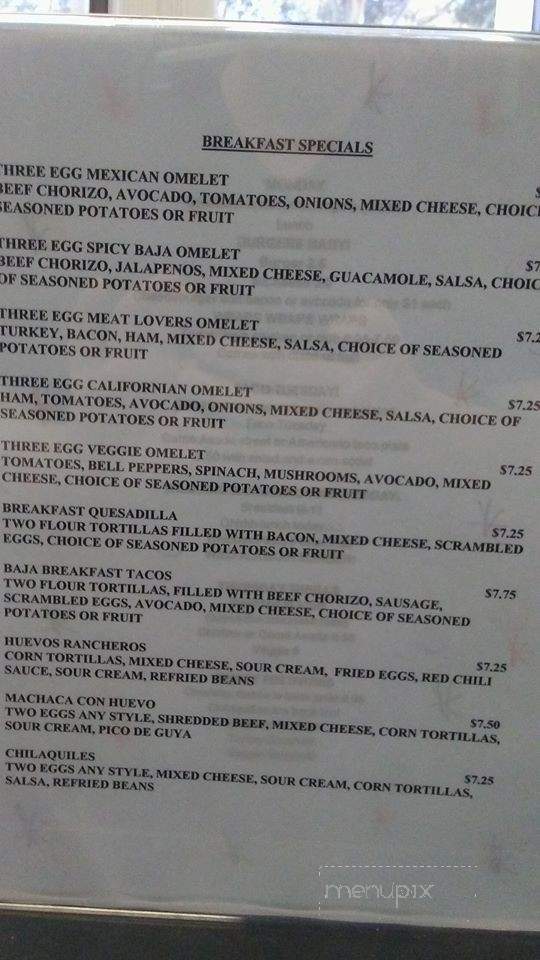 BREAKFAST SPECIALS
THREE EGG MEXICAN OMELET
BEEF CHORIZO, AVOCADO, TOMATOES, ONIONS, MIXED CHEESE, CHOICE
SEASONED POTATOES OR FRUIT
THREE EGG SPICY BAJA OMELET $7
BEEF CHORIZO, JALAPENOS, MIXED CHEESE, GUACAMOLE, SALSA, CHOIC
OF SEASONED POTATOES OR FRUIT
THREE EGG MEAT LOVERS OMELET $7.2
TURKEY, BACON, HAM, MIXED CHEESE, SALSA, CHOICE OF SEASONED
POTATOES OR FRUIT
THREE EGG CALIFORNIAN OMELET $7.25
HAM, TOMATOES, AVOCADO, ONIONS, MIXED CHEESE, SALSA, CHOICE OF
SEASONED POTATOES OR FRUIT
THREE EGG VEGGIE OMELET $7.25
TOMATOES, BELL PEPPERS, SPINACH, MUSHROOMS, AVOCADO, MIXED
CHEESE, CHOICE OF SEASONED POTATOES OR FRUIT
BREAKFAST QUESADILLA $7.25
TWO FLOUR TORTILLAS FILLED WITH BACON, MIXED CHEESE, SCRAMBLED
EGGS, CHOICE OF SEASONED POTATOES OR FRUIT
BAJA BREAKFAST TACOS $7.75
TWO FLOUR TORTILLAS, FILLED WITH BEEF CHORIZO, SAUSAGE,
SCRAMBLED EGGS, AVOCADO, MIXED CHEESE, CHOICE OF SEASONED
POTATOES OR FRUIT
HUEVOS RANCHEROS $7.25
CORN TORTILLAS, MIXED CHEESE, SOUR CREAM, FRIED EGGS, RED CHILI
SAUCE, SOUR CREAM, REFRIED BEANS
MACHACA CON HUEVO $7.50
TWO EGGS ANY STYLE, SHREDDED BEEF, MIXED CHEESE, CORN TORTILLAS,
SOUR CREAM, PICO DE GUYA
CHILAQUILES $7.25
TWO EGGS ANY STYLE, MIXED CHEESE, SOUR CREAM, CORN TORTILLAS,
SALSA, REFRIED BEANS
menupix